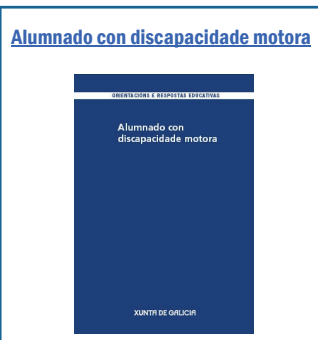 Alumnado con discapacidade motora
ORIENTACIÓNS E RESPOSTAS EDUCATIVAS
Alumnado con
discapacidade motora
XUNTA DE GALICIA